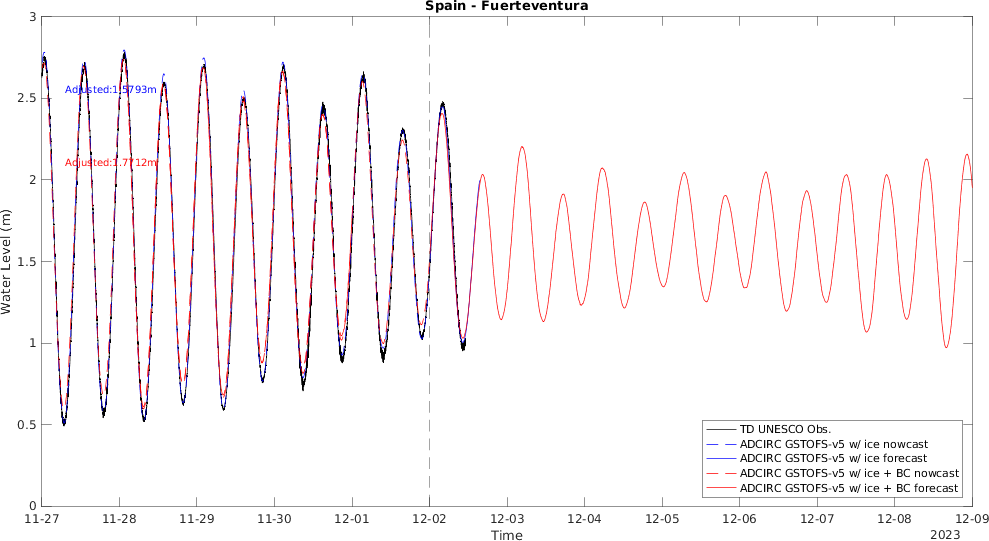 Spain - Fuerteventura
3
2.5
2
1.5
1
0.5
0
Water Level (m)
Adjusted:1.5793m
Adjusted:1.7712m
TD UNESCO Obs.
ADCIRC GSTOFS-v5 w/ ice nowcast
ADCIRC GSTOFS-v5 w/ ice forecast
ADCIRC GSTOFS-v5 w/ ice + BC nowcast
ADCIRC GSTOFS-v5 w/ ice + BC forecast
11-27 11-28 11-29 11-30 12-01 12-02 12-03 12-04 12-05 12-06 12-07 12-08 12-09
Time
2023